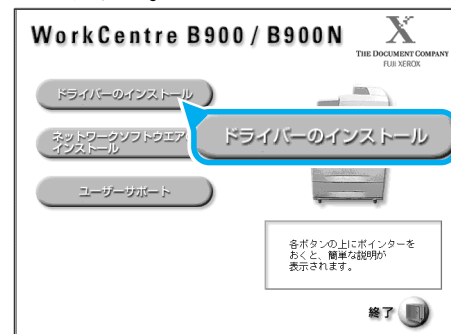 WorkCentre B900 / B900N
X
THE DOCUMENT COMPANY
FUJI XEROX
ドライバーのインストール
ドライバーのインストール
ネットワークソフトウエア
インストール
ユーザーサポート
各ボタンの上にポインターを
おくと、簡単な説明が
表示されます。
終了